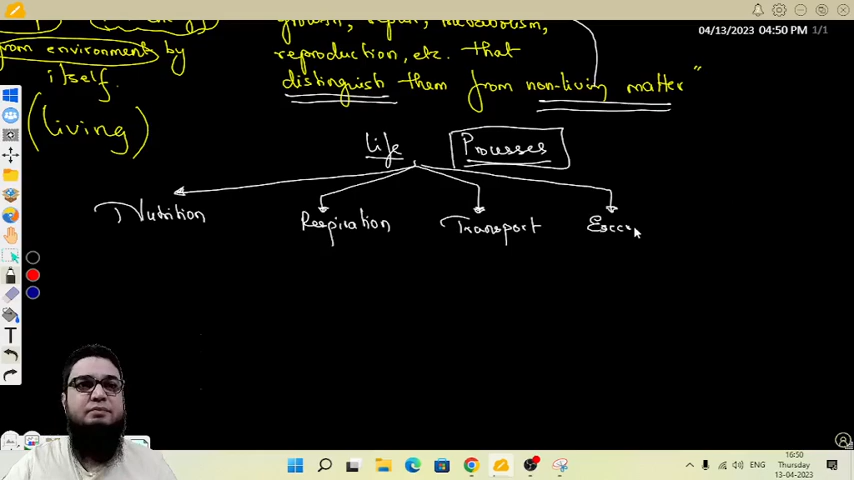 growth, repair, metabolism,
04/13/2023 04:50 PM 1/1
from environment by
reproduction, etc. that
itself.
distinguish them from non-living matter"
(living)
Life Processes
Nutrition Respiration Transport Excr
T
ENG
16:50
Thursday
13-04-2023